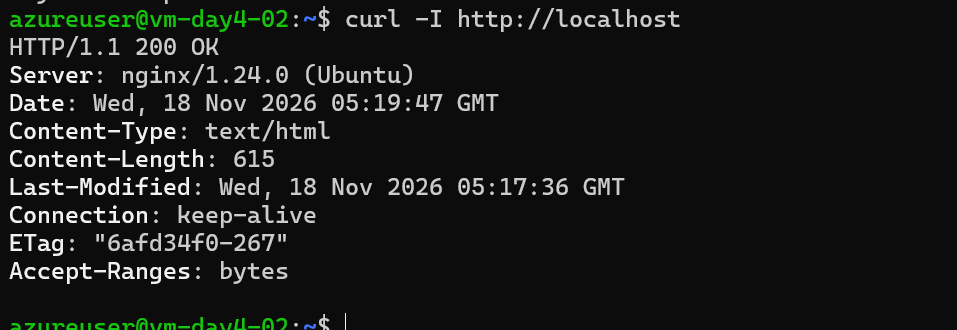 azureuser@vm-day4-02:~$ curl -I http://localhost
HTTP/1.1 200 OK
Server: nginx/1.24.0 (Ubuntu)
Date: Wed, 18 Nov 2026 05:19:47 GMT
Content-Type: text/html
Content-Length: 615
Last-Modified: Wed, 18 Nov 2026 05:17:36 GMT
Connection: keep-alive
ETag: "6afd34f0-267"
Accept-Ranges: bytes
azureuser@vm-day4-02:~$